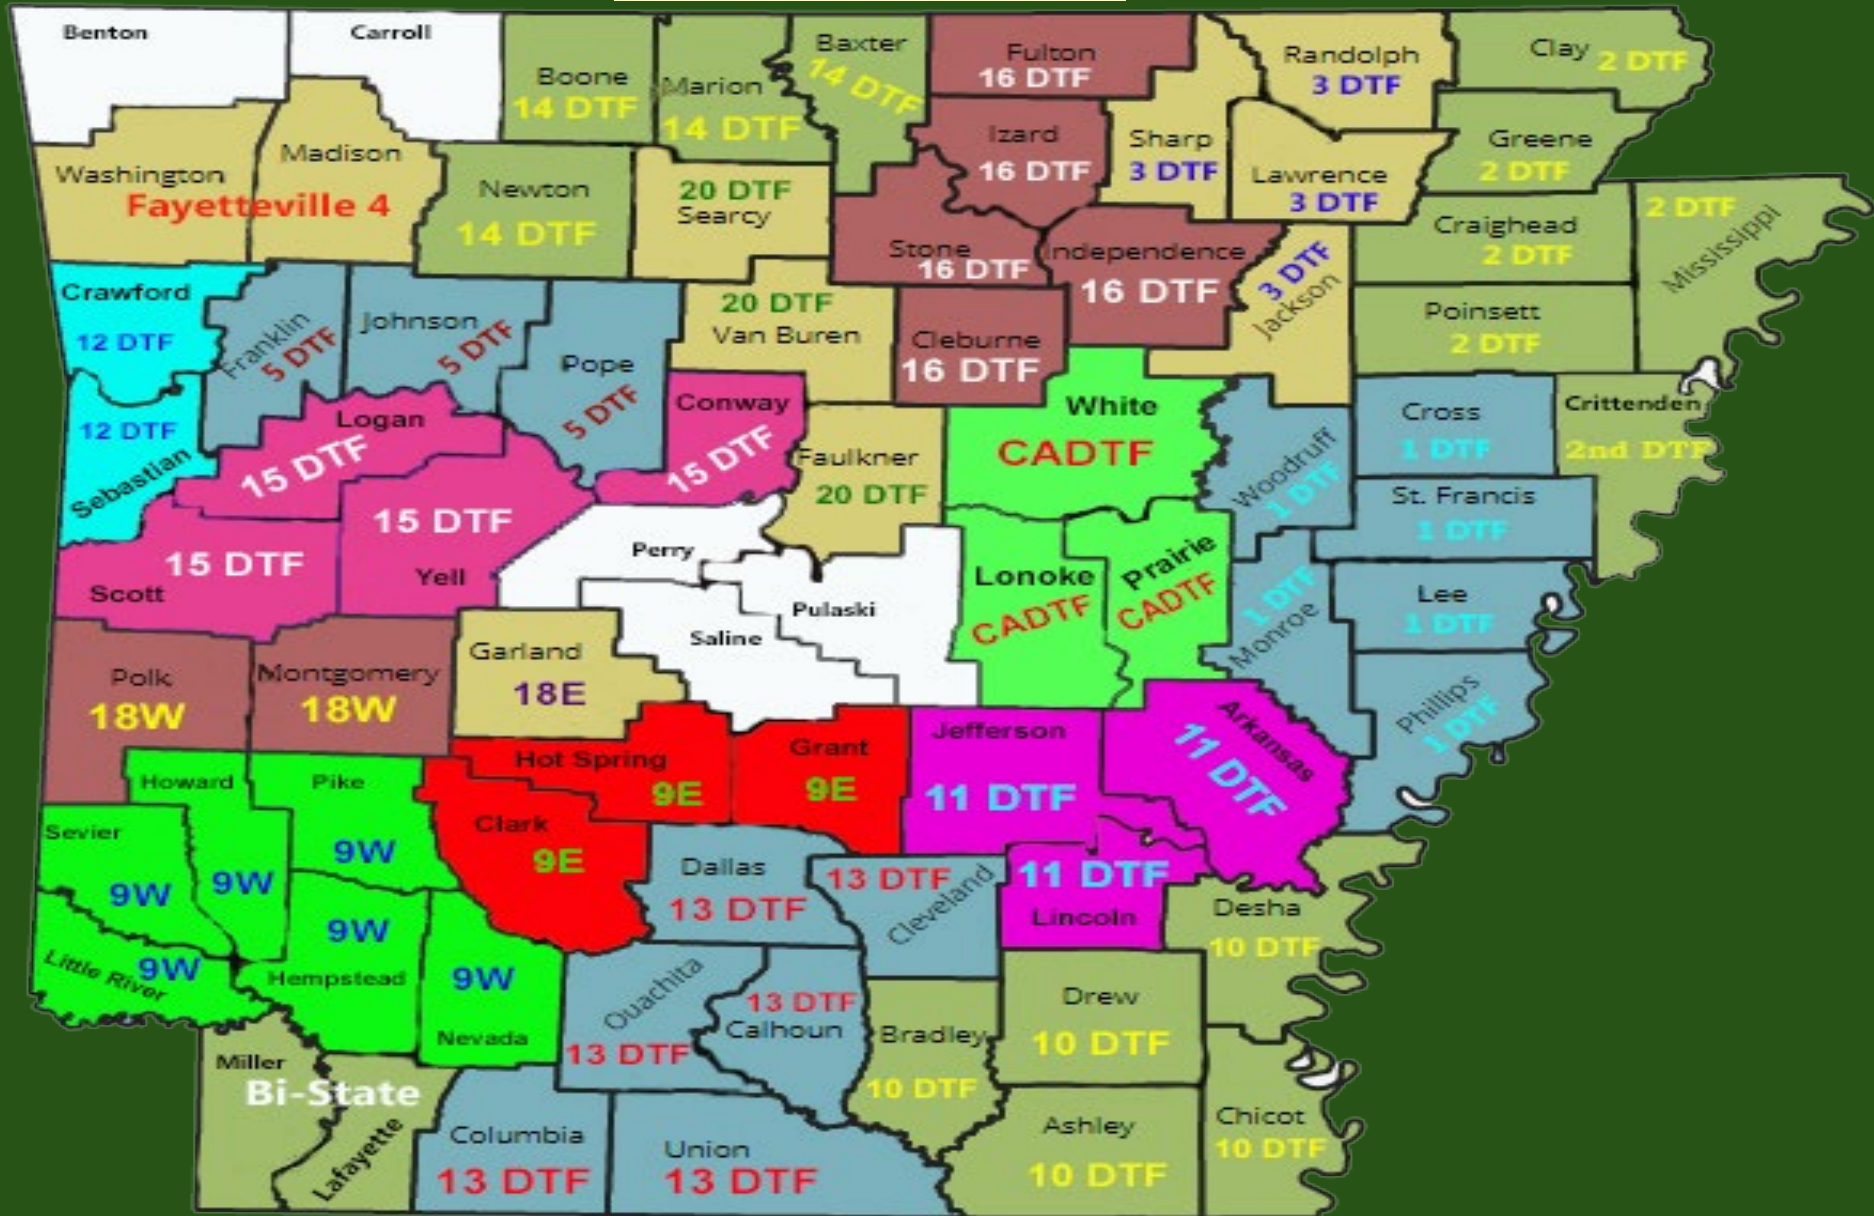 Benton
Carroll
Boone
14 DTF
Marion
14 DTF
Baxter
14 DTF
Fulton
16 DTF
Randolph
3 DTF
Clay 2 DTF
Washington
Madison
Fayetteville 4
Newton
14 DTF
20 DTF
Searcy
Izard
16 DTF
Sharp
3 DTF
Lawrence
3 DTF
Greene
2 DTF
Craighead
2 DTF
2 DTF
Mississippi
Stone
16 DTF
Independence
16 DTF
3 DTF
Jackson
Poinsett
2 DTF
Crawford
12 DTF
Franklin
5 DTF
Johnson
5 DTF
Pope
5 DTF
20 DTF
Van Buren
Cleburne
16 DTF
12 DTF
Sebastian
Logan
15 DTF
Conway
15 DTF
Faulkner
20 DTF
White
CADTF
Woodruff
1 DTF
Cross
1 DTF
Crittenden
2nd DTF
St. Francis
1 DTF
15 DTF
Scott
15 DTF
Yell
Perry
Pulaski
Saline
Lonoke
CADTF
Prairie
CADTF
1 DTF
Monroe
Lee
1 DTF
Phillips
1 DTF
Polk
18W
Montgomery
18W
Garland
18E
Hot Spring
9E
Grant
9E
Jefferson
11 DTF
Arkansas
11 DTF
Howard
9W
Pike
9W
Sevier
9W
Clark
9E
Dallas
13 DTF
13 DTF
Cleveland
11 DTF
Lincoln
Desha
10 DTF
Little River
9W
9W
Hempstead
9W
Nevada
Ouachita
13 DTF
13 DTF
Calhoun
Bradley
10 DTF
Drew
10 DTF
Miller
Bi-State
Lafayette
Columbia
13 DTF
Union
13 DTF
Ashley
10 DTF
Chicot
10 DTF